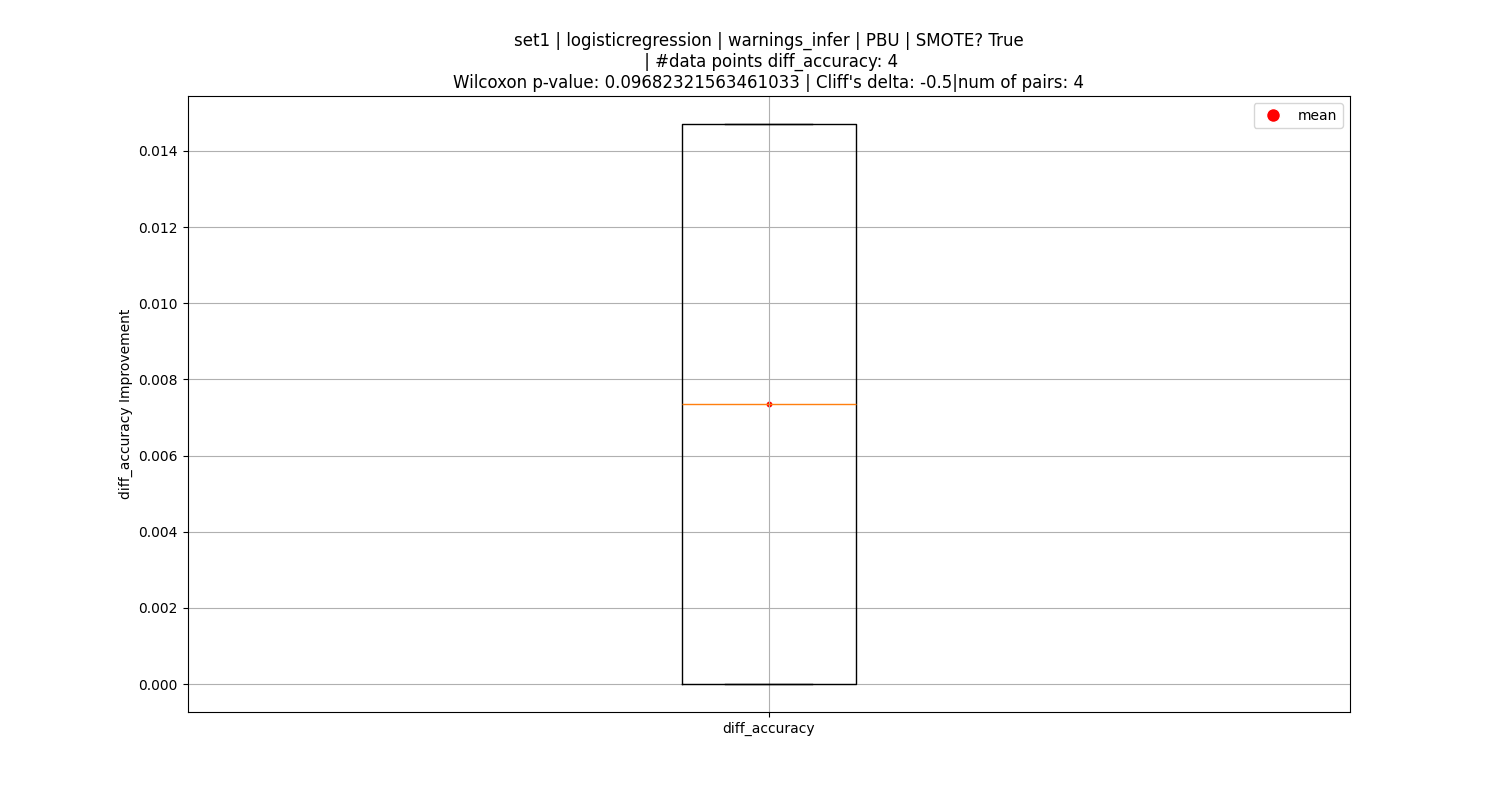 set1 | logisticregression | warnings_infer | PBU | SMOTE? True
| #data points diff_accuracy: 4
Wilcoxon p-value: 0.09682321563461033 | Cliff's delta: -0.5|num of pairs: 4
mean
0.014
0.012
0.010
0.008
0.006
0.004
0.002
0.000
diff_accuracy Improvement
diff_accuracy